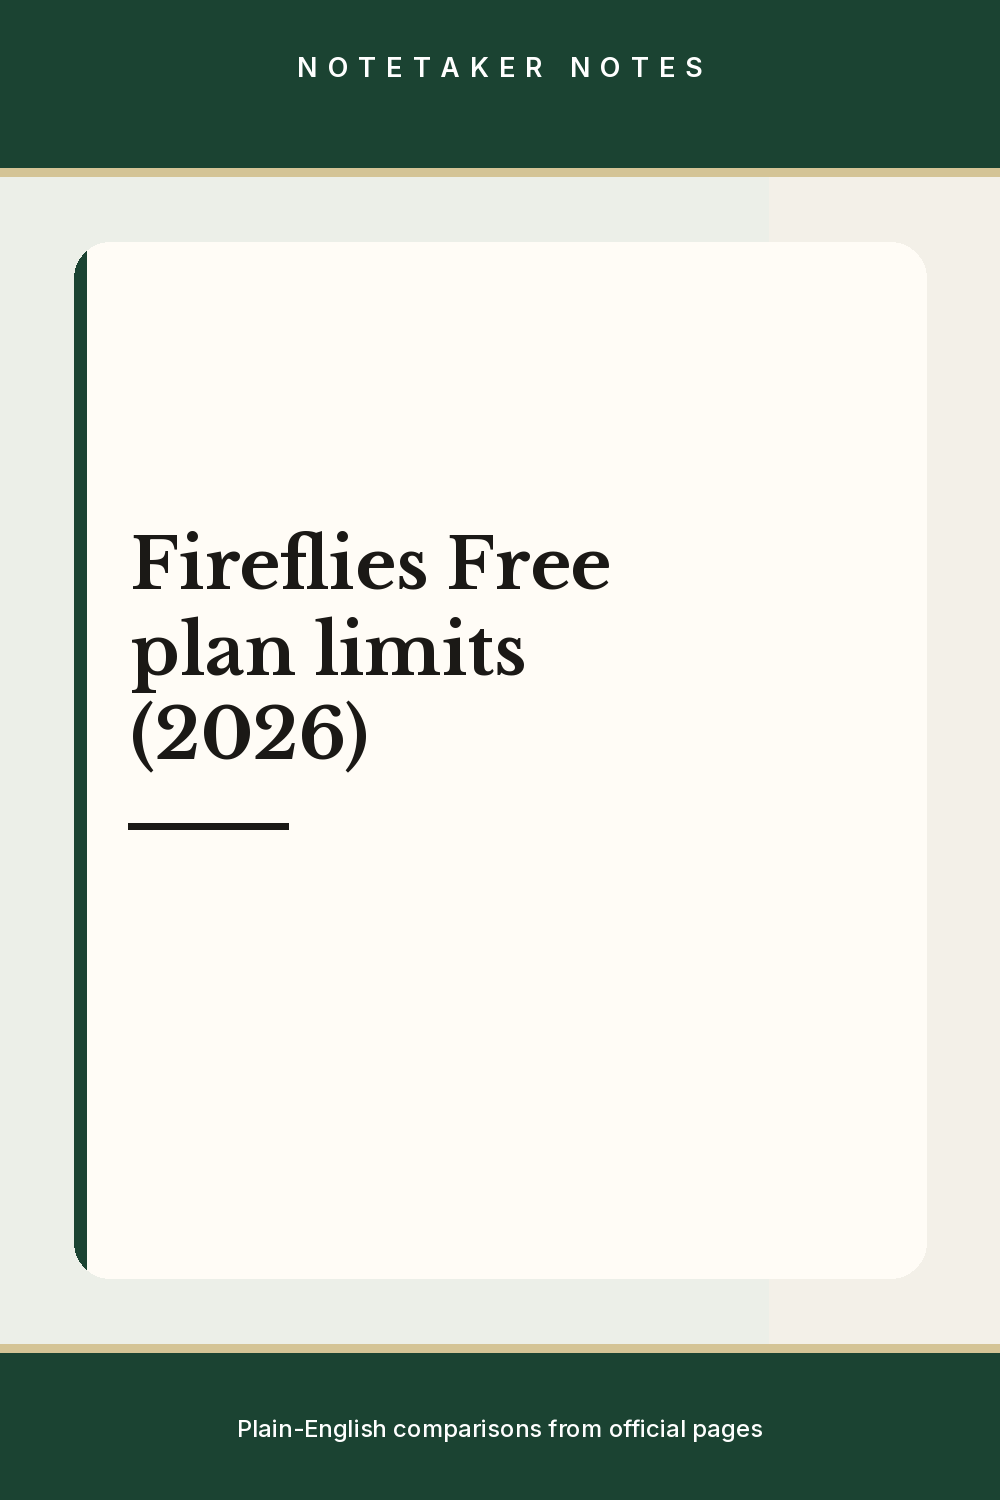 NOTETAKER NOTES
Fireflies Free
plan limits
(2026)
Plain-English comparisons from official pages